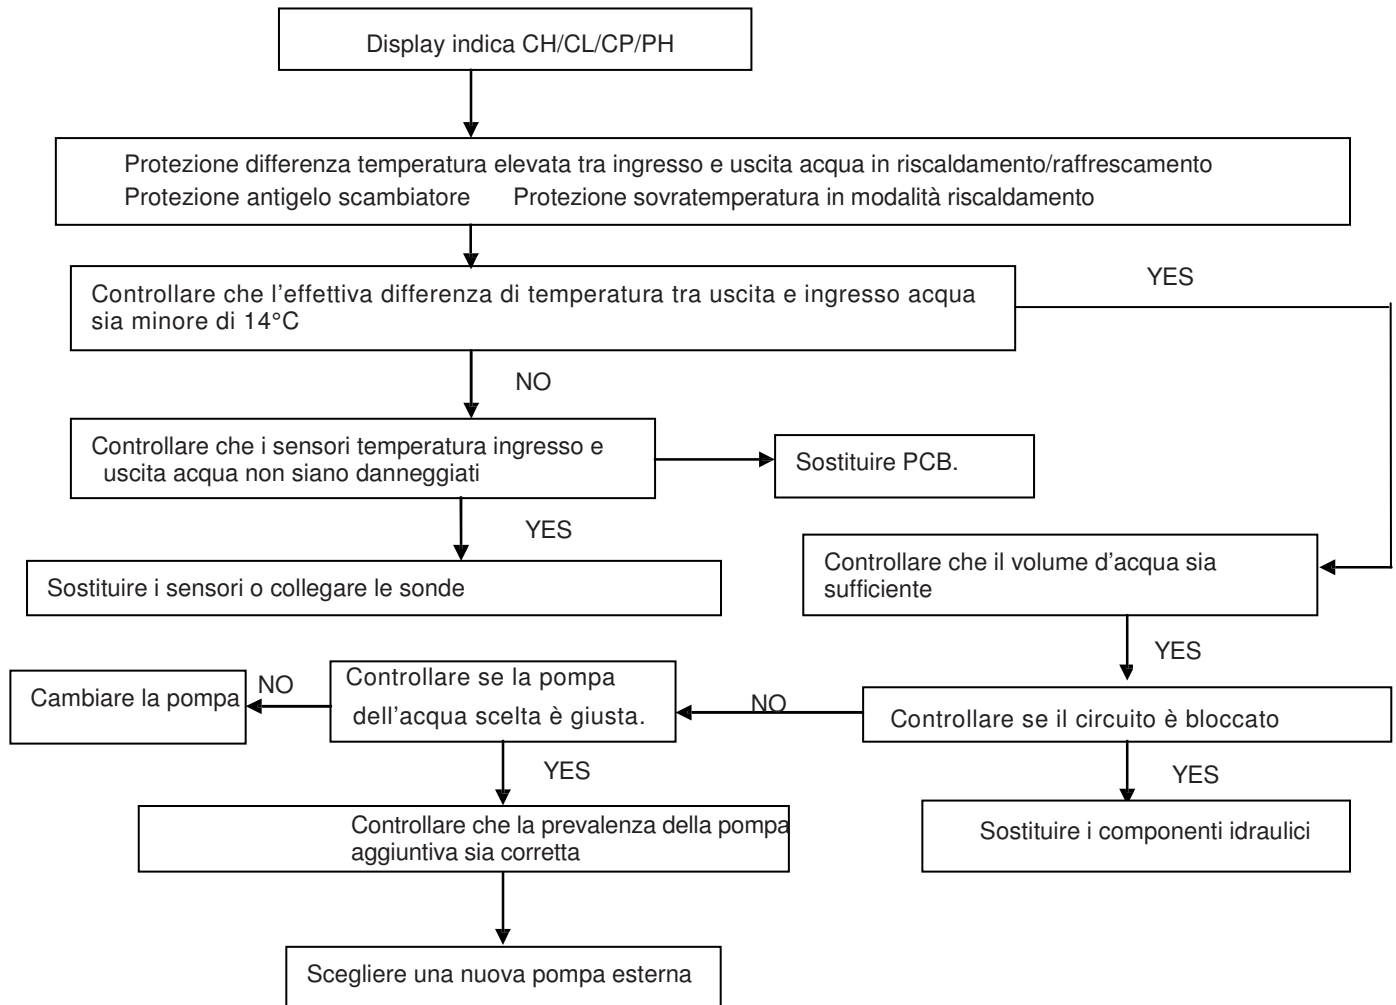 Display indica CH/CL/CP/PH
Protezione differenza temperatura elevata tra ingresso e uscita acqua in riscaldamento/raffrescamento
Protezione antigelo scambiatore Protezione sovratemperatura in modalità riscaldamento
YES
Controllare che l'effettiva differenza di temperatura tra uscita e ingresso acqua
sia minore di 14°C
NO
Controllare che i sensori temperatura ingresso e
uscita acqua non siano danneggiati
Sostituire PCB.
YES
Sostituire i sensori o collegare le sonde
Controllare che il volume d'acqua sia
sufficiente
YES
Cambiare la pompa
NO
Controllare se la pompa
dell'acqua scelta è giusta.
NO
Controllare se il circuito è bloccato
YES
YES
Controllare che la prevalenza della pompa
aggiuntiva sia corretta
Sostituire i componenti idraulici
Scegliere una nuova pompa esterna